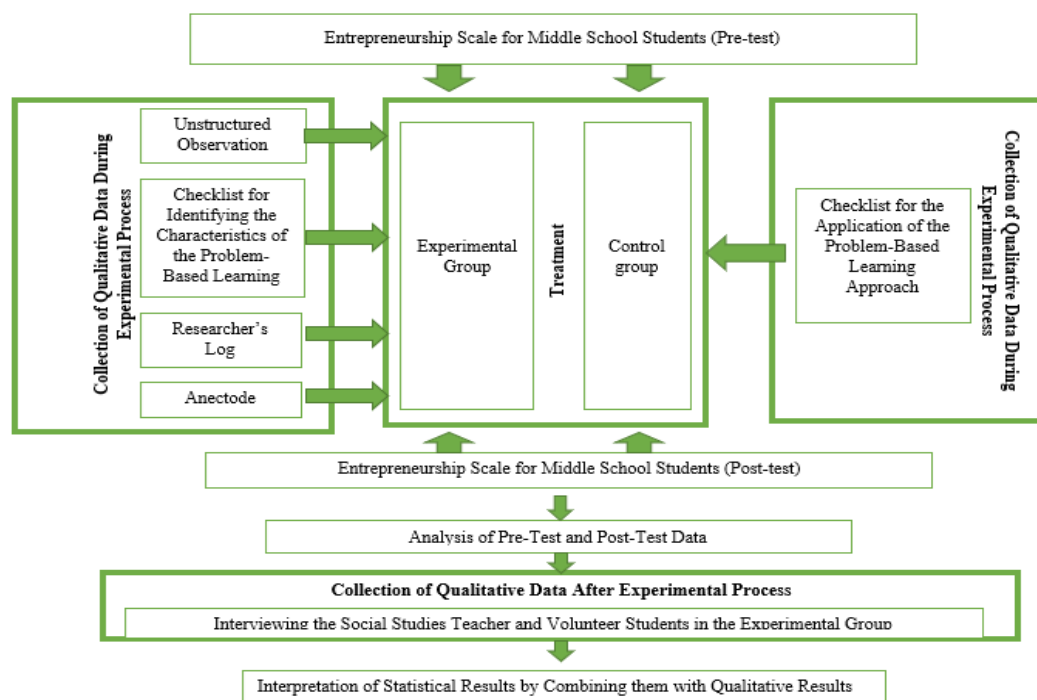 Entrepreneurship Scale for Middle School Students (Pre-test)
Collection of Qualitative Data During
Experimental Process
Unstructured
Observation
Checklist for
Identifying the
Characteristics of
the Problem-
Based Learning
Researcher's
Log
Anectode
Experimental
Group
Treatment
Control
group
Checklist for the
Application of the
Problem-Based
Learning
Approach
Collection of Qualitative Data During
Experimental Process
Entrepreneurship Scale for Middle School Students (Post-test)
Analysis of Pre-Test and Post-Test Data
Collection of Qualitative Data After Experimental Process
Interviewing the Social Studies Teacher and Volunteer Students in the Experimental Group
Interpretation of Statistical Results by Combining them with Qualitative Results